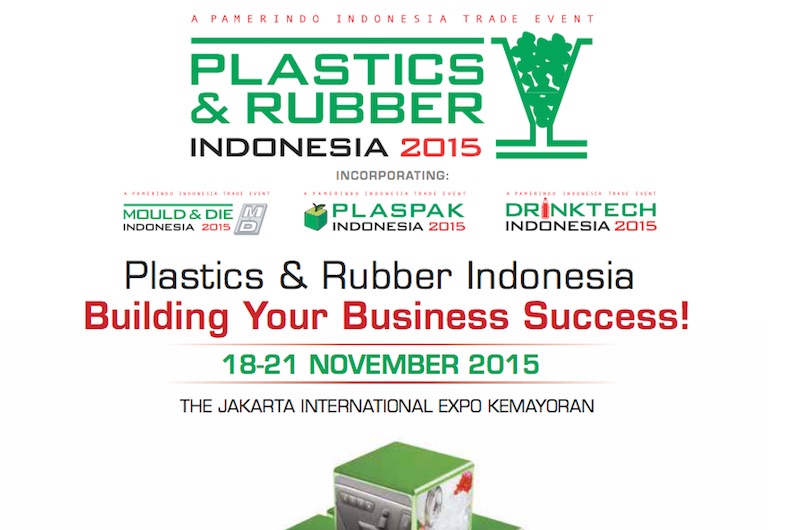 A PAMERINDO INDONESIA TRADE EVENT
PLASTICS
& RUBBER
INDONESIA 2015
INCORPORATING:
A PAMERINDO INDONESIA TRADE EVENT
MOULD & DIE
INDONESIA 2015
MD
A PAMERINDO INDONESIA TRADE EVENT
PLASPAK
INDONESIA 2015
A PAMERINDO INDONESIA TRADE EVENT
DRINKTECH
INDONESIA 2015
Plastics & Rubber Indonesia
Building Your Business Success!
18-21 NOVEMBER 2015
THE JAKARTA INTERNATIONAL EXPO KEMAYORAN